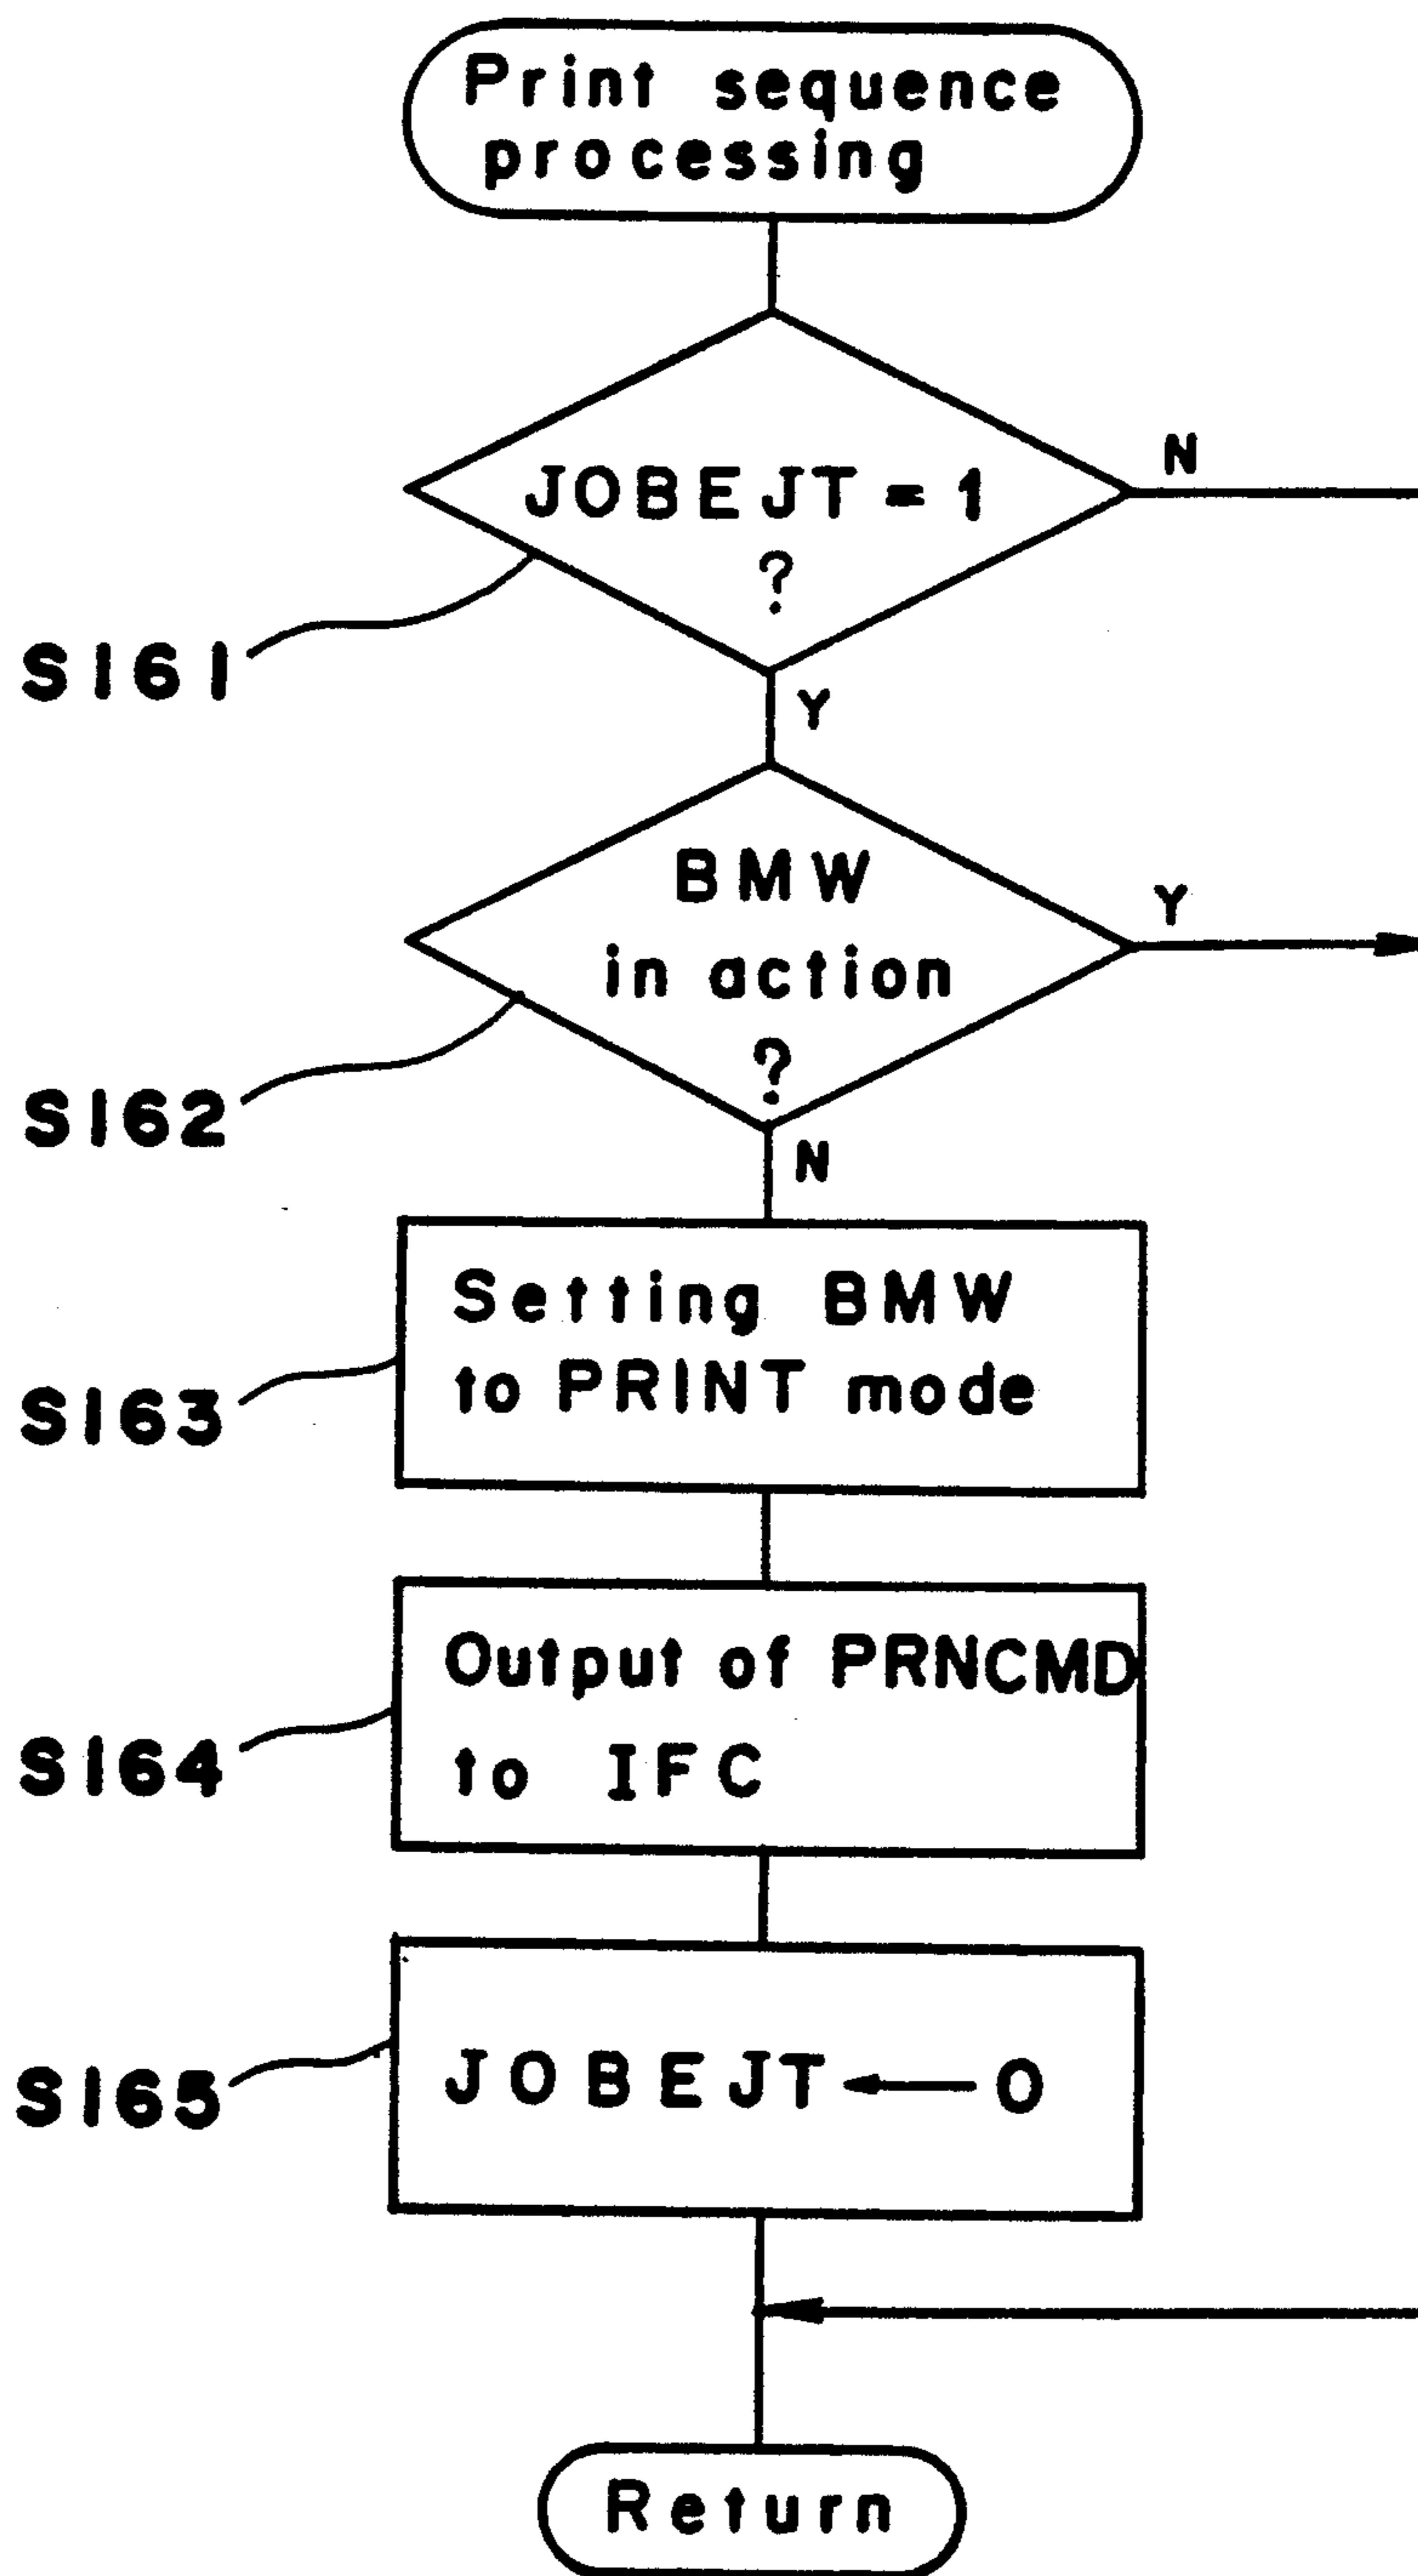 Print sequence
processing
JOBEJT = 1
?
N
S161
Y
BMW
in action
?
Y
S162
N
Setting BMW
to PRINT mode
S163
Output of PRNCMD
to IFC
S164
JOBEJT ← 0
S165
Return